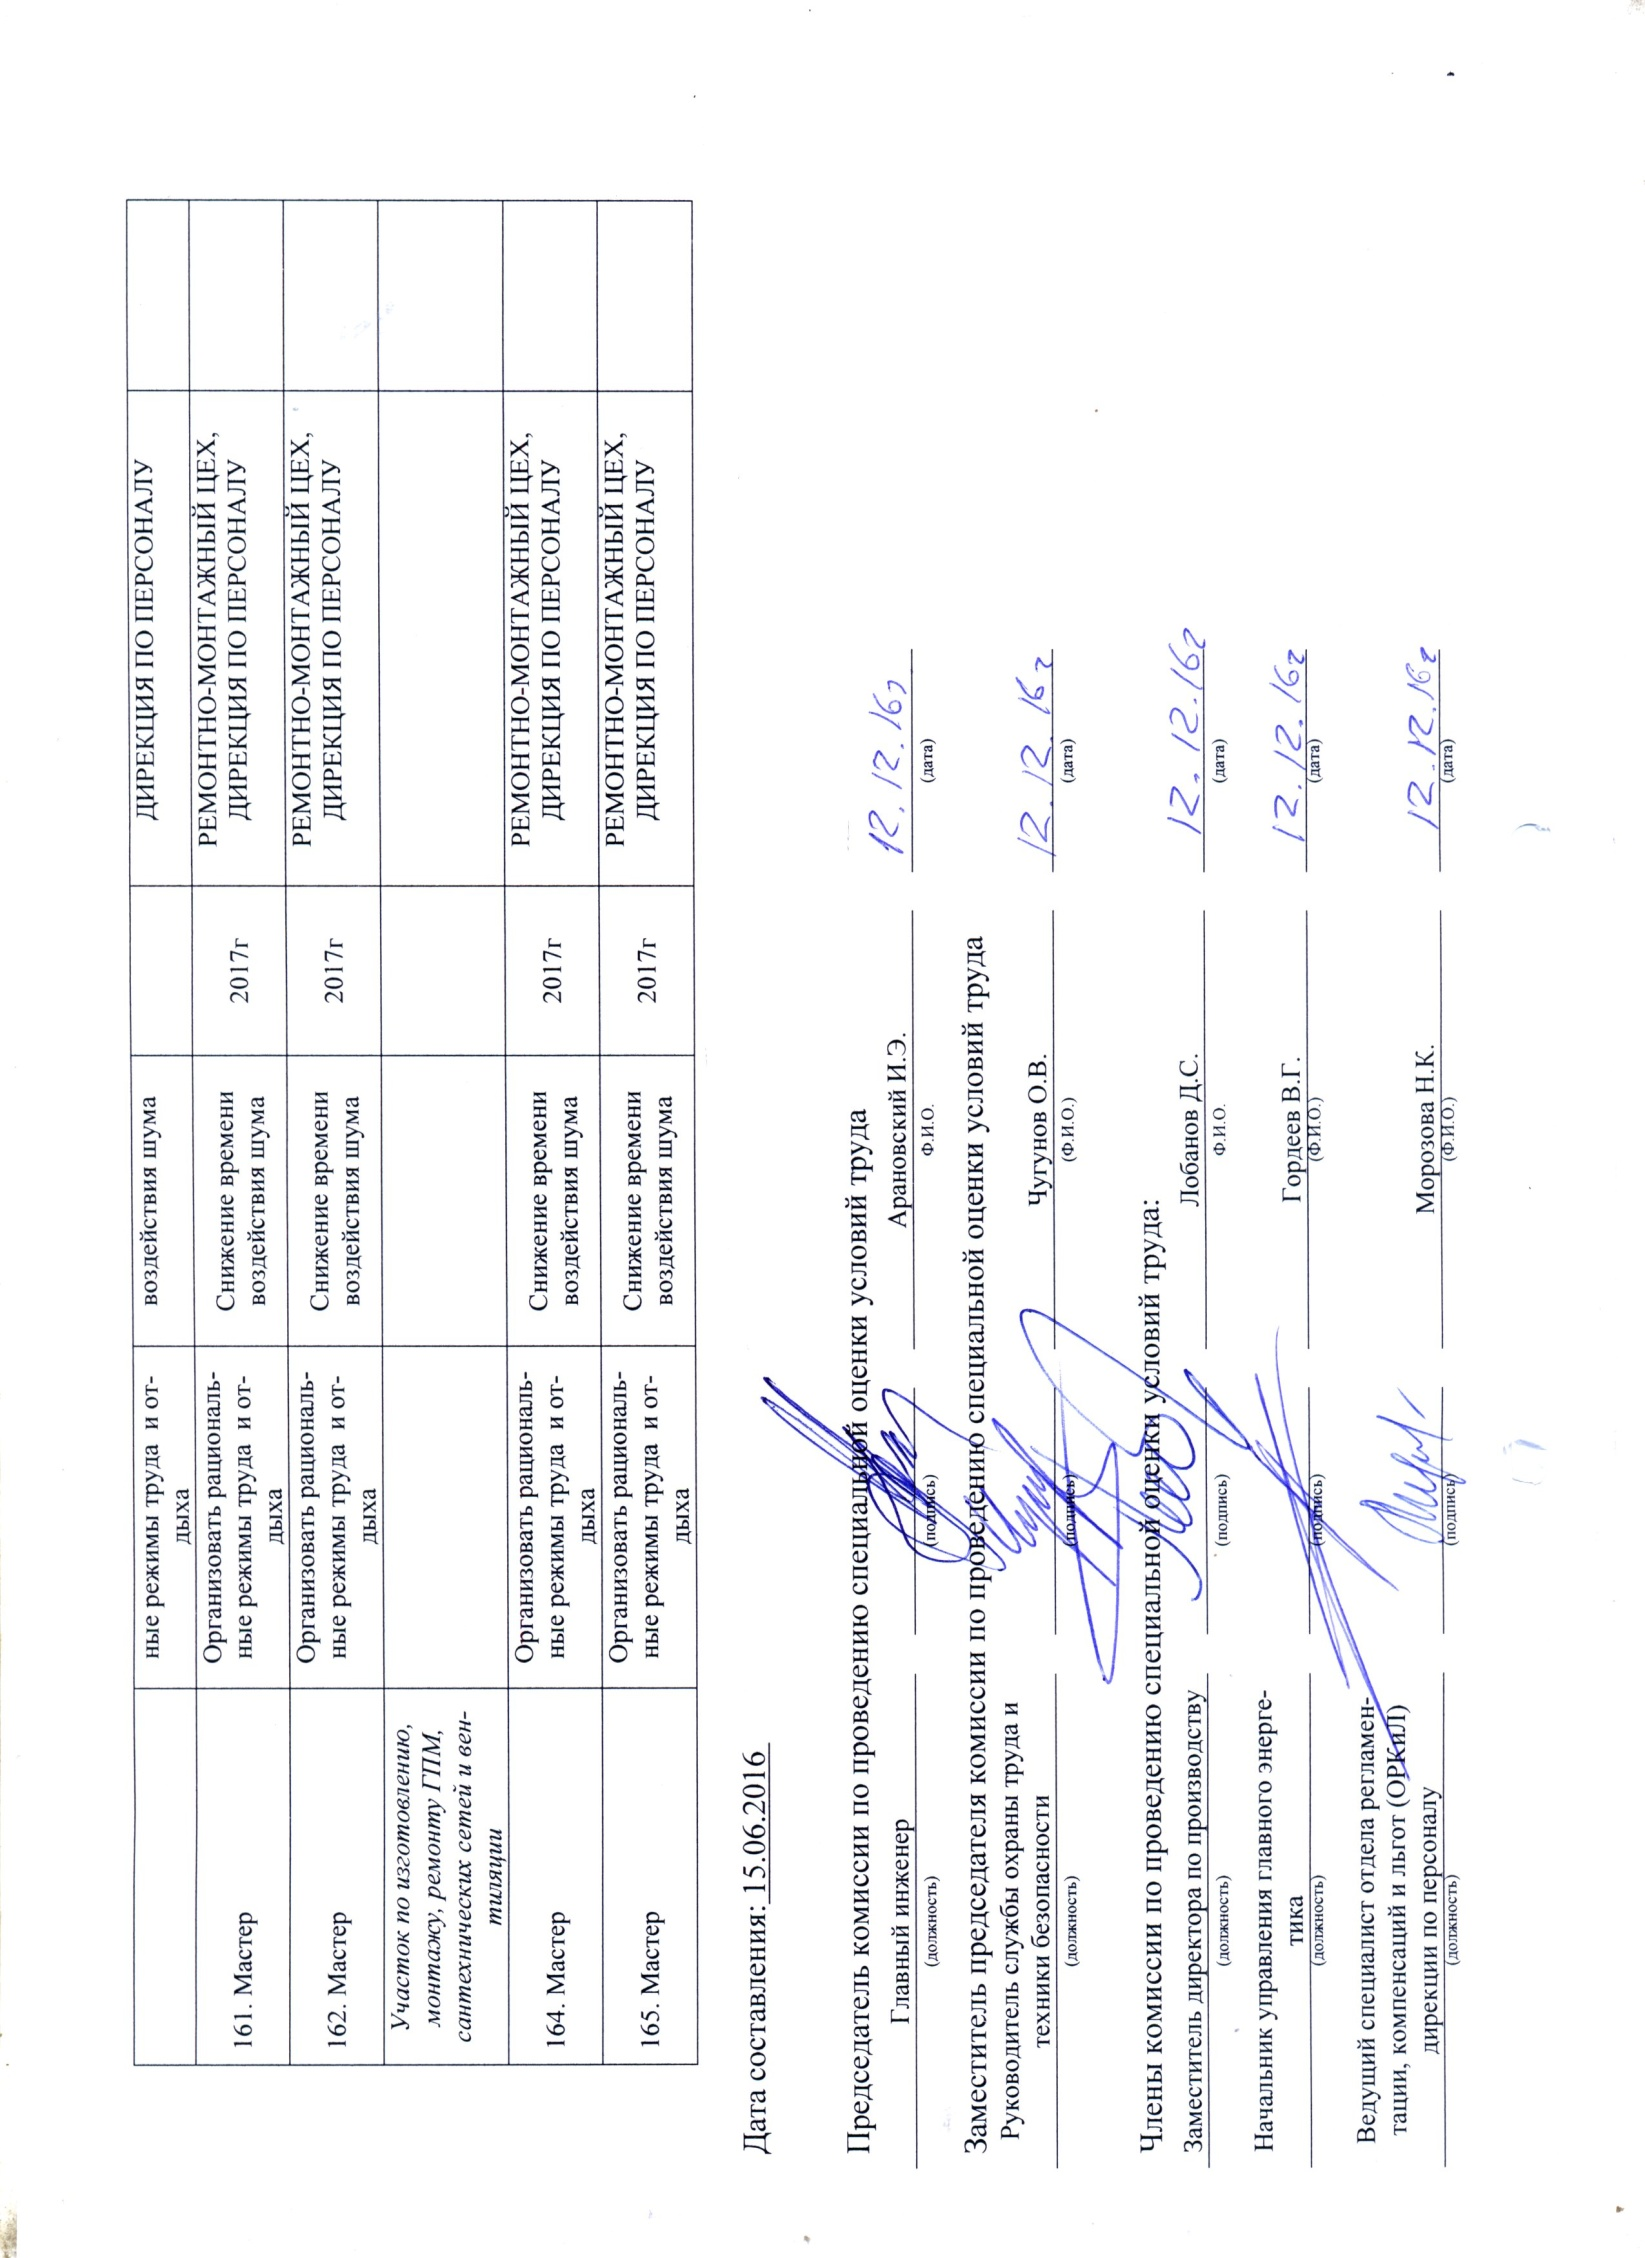 ные режимы труда и от-
дыха
воздействия шума
ДИРЕКЦИЯ ПО ПЕРСОНАЛУ
161. Мастер
Организовать рациональ-
ные режимы труда и от-
дыха
Снижение времени
воздействия шума
2017г
РЕМОНТНО-МОНТАЖНЫЙ ЦЕХ,
ДИРЕКЦИЯ ПО ПЕРСОНАЛУ
162. Мастер
Организовать рациональ-
ные режимы труда и от-
дыха
Снижение времени
воздействия шума
2017г
РЕМОНТНО-МОНТАЖНЫЙ ЦЕХ,
ДИРЕКЦИЯ ПО ПЕРСОНАЛУ
Участок по изготовлению,
монтажу, ремонту ГПМ,
сантехнических сетей и вен-
тиляции
164. Мастер
Организовать рациональ-
ные режимы труда и от-
дыха
Снижение времени
воздействия шума
2017г
РЕМОНТНО-МОНТАЖНЫЙ ЦЕХ,
ДИРЕКЦИЯ ПО ПЕРСОНАЛУ
165. Мастер
Организовать рациональ-
ные режимы труда и от-
дыха
Снижение времени
воздействия шума
2017г
РЕМОНТНО-МОНТАЖНЫЙ ЦЕХ,
ДИРЕКЦИЯ ПО ПЕРСОНАЛУ
Дата составления: 15.06.2016
Председатель комиссии по проведению специальной оценки условий труда
Главный инженер Арановский И.Э. 12.12.16г
(должность) (подпись) Ф.И.О. (дата)
Заместитель председателя комиссии по проведению специальной оценки условий труда
Руководитель службы охраны труда и
техники безопасности Чугунов О.В. 12.12.16г
(должность) (подпись) (Ф.И.О.) (дата)
Члены комиссии по проведению специальной оценки условий труда:
Заместитель директора по производству Лобанов Д.С. 12.12.16г
(должность) (подпись) Ф.И.О. (дата)
Начальник управления главного энерге-
тика Гордеев В.Г. 12.12.16г
(должность) (подпись) (Ф.И.О.) (дата)
Ведущий специалист отдела регламен-
тации, компенсаций и льгот (ОРКиЛ)
дирекции по персоналу Морозова Н.К. 12.12.16г
(должность) (подпись) (Ф.И.О.) (дата)